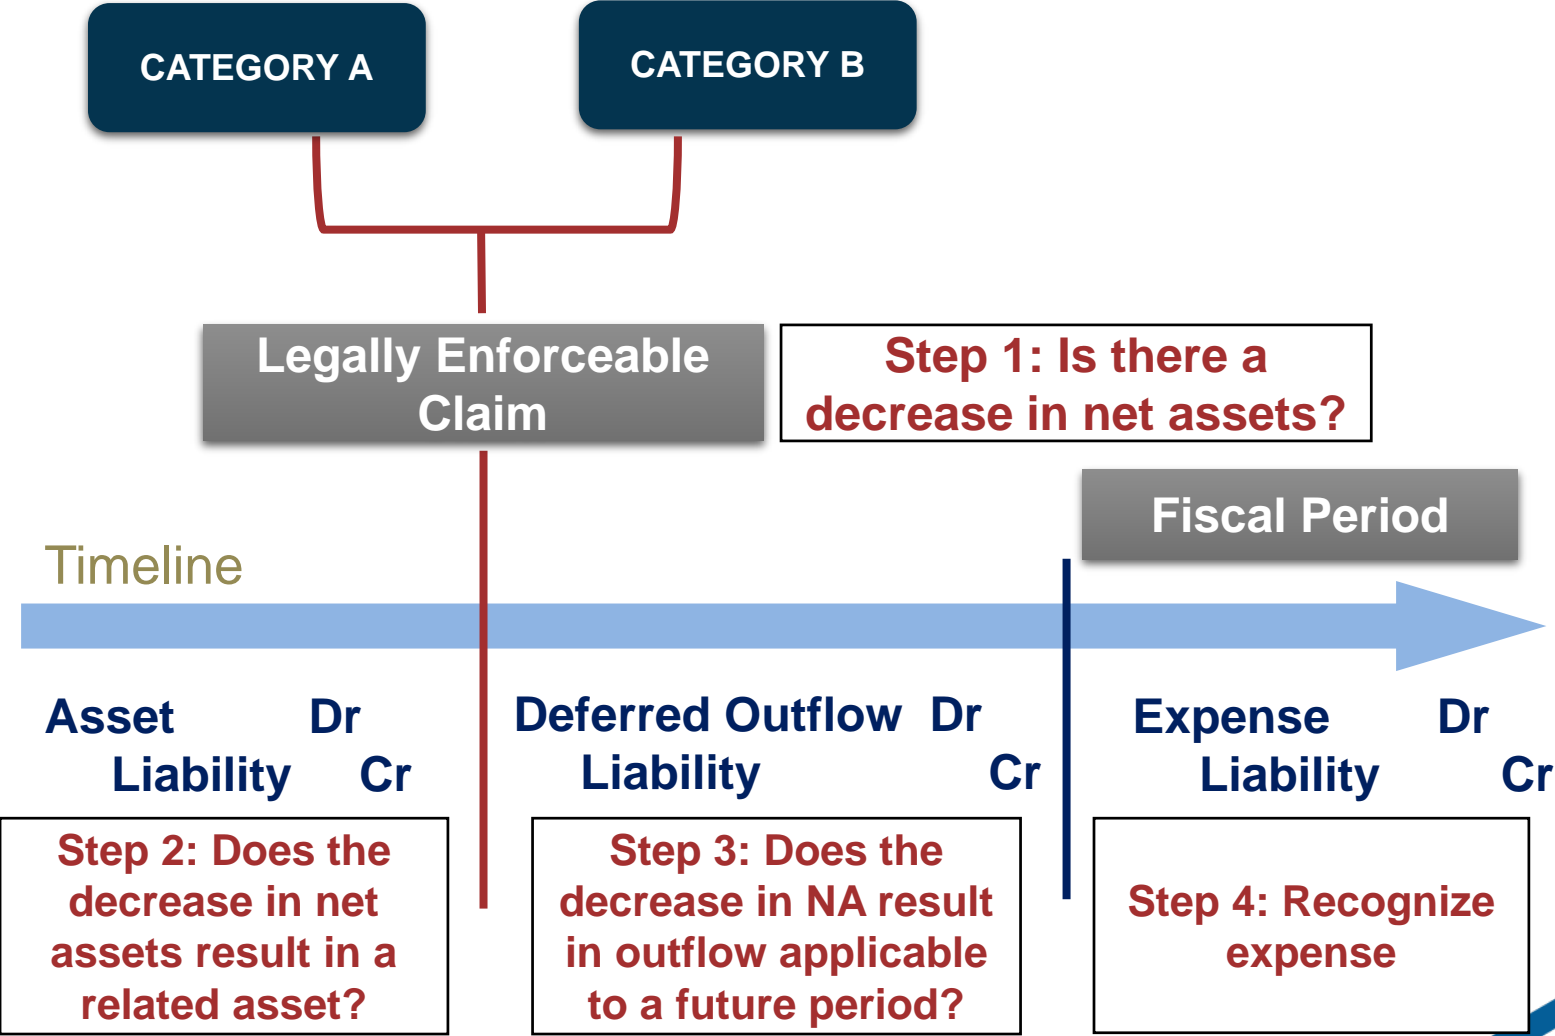 CATEGORY A
CATEGORY B
Legally Enforceable
Claim
Step 1: Is there a
decrease in net assets?
Fiscal Period
Timeline
Asset Dr
Liability Cr
Deferred Outflow Dr
Liability Cr
Expense Dr
Liability Cr
Step 2: Does the
decrease in net
assets result in a
related asset?
Step 3: Does the
decrease in NA result
in outflow applicable
to a future period?
Step 4: Recognize
expense